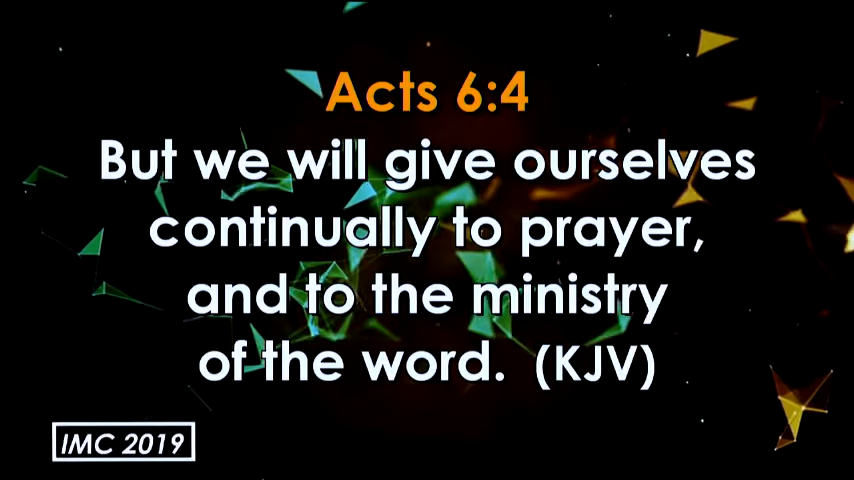 Acts 6:4
But we will give ourselves
continually to prayer,
and to the ministry
of the word. (KJV)
IMC 2019